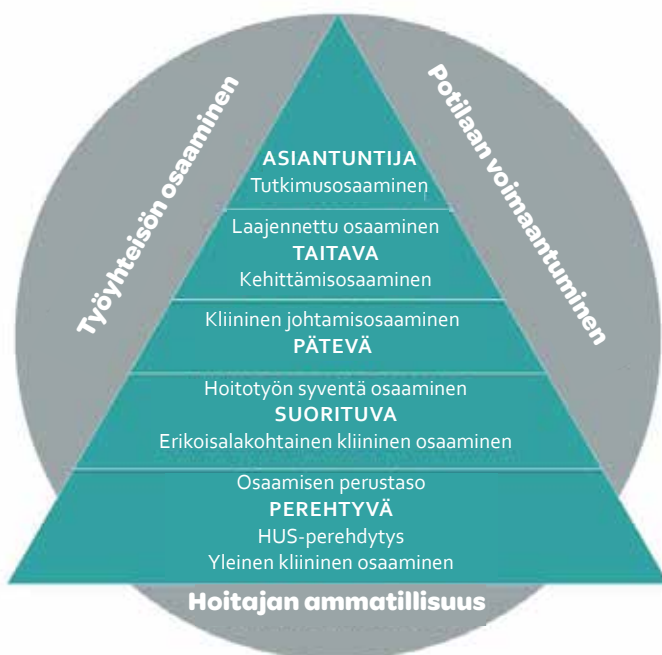 Työyhteisön osaaminen
Potilaan voimaantuminen
ASIANTUNTIJA
Tutkimusosaaminen
Laajennettu osaaminen
TAITAVA
Kehittämisosaaminen
Kliininen johtamisosaaminen
PÄTEVÄ
Hoitotyön syventä osaaminen
SUORITUVA
Erikoisalakohtainen kliininen osaaminen
Osaamisen perustaso
PEREHTYVÄ
HUS-perehdytys
Yleinen kliininen osaaminen
Hoitajan ammatillisuus